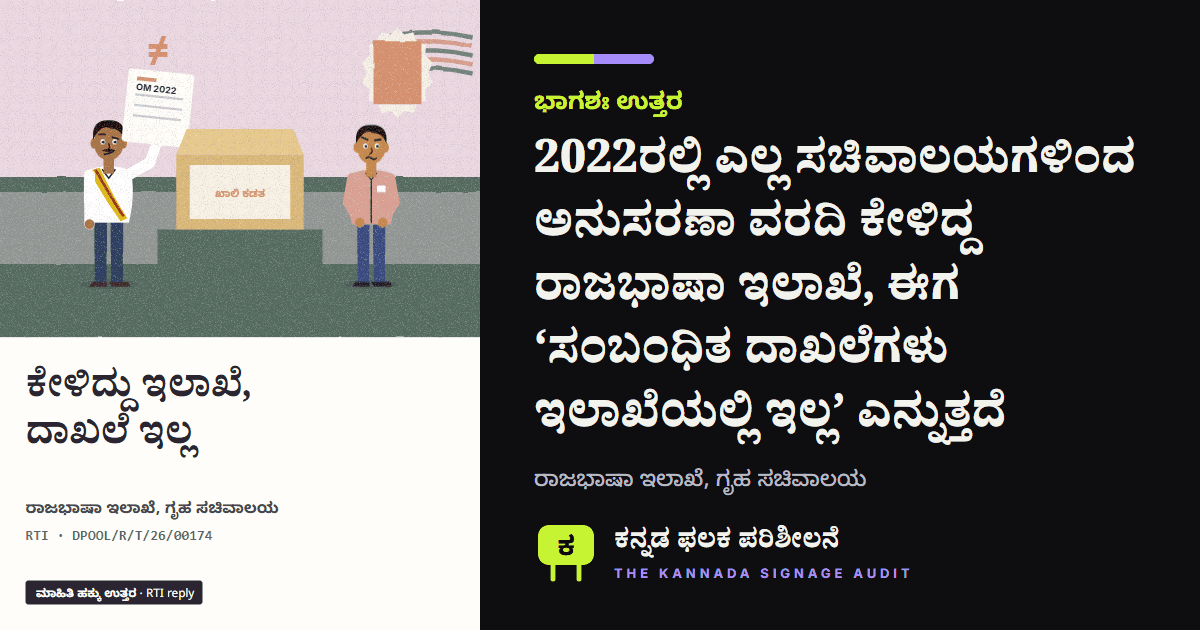 ≠
OM 2022
ಖಾಲಿ ಕಡತ
ಕೇಳಿದ್ದು ಇಲಾಖೆ,
ದಾಖಲೆ ಇಲ್ಲ
ರಾಜಭಾಷಾ ಇಲಾಖೆ, ಗೃಹ ಸಚಿವಾಲಯ
RTI · DPOOL/R/T/26/00174
ಮಾಹಿತಿ ಹಕ್ಕು ಉತ್ತರ · RTI reply
ಭಾಗಶಃ ಉತ್ತರ
2022ರಲ್ಲಿ ಎಲ್ಲ ಸಚಿವಾಲಯಗಳಿಂದ
ಅನುಸರಣಾ ವರದಿ ಕೇಳಿದ್ದ
ರಾಜಭಾಷಾ ಇಲಾಖೆ, ಈಗ
‘ಸಂಬಂಧಿತ ದಾಖಲೆಗಳು
ಇಲಾಖೆಯಲ್ಲಿ ಇಲ್ಲ’ ಎನ್ನುತ್ತದೆ
ರಾಜಭಾಷಾ ಇಲಾಖೆ, ಗೃಹ ಸಚಿವಾಲಯ
ಕ
ಕನ್ನಡ ಫಲಕ ಪರಿಶೀಲನೆ
THE KANNADA SIGNAGE AUDIT